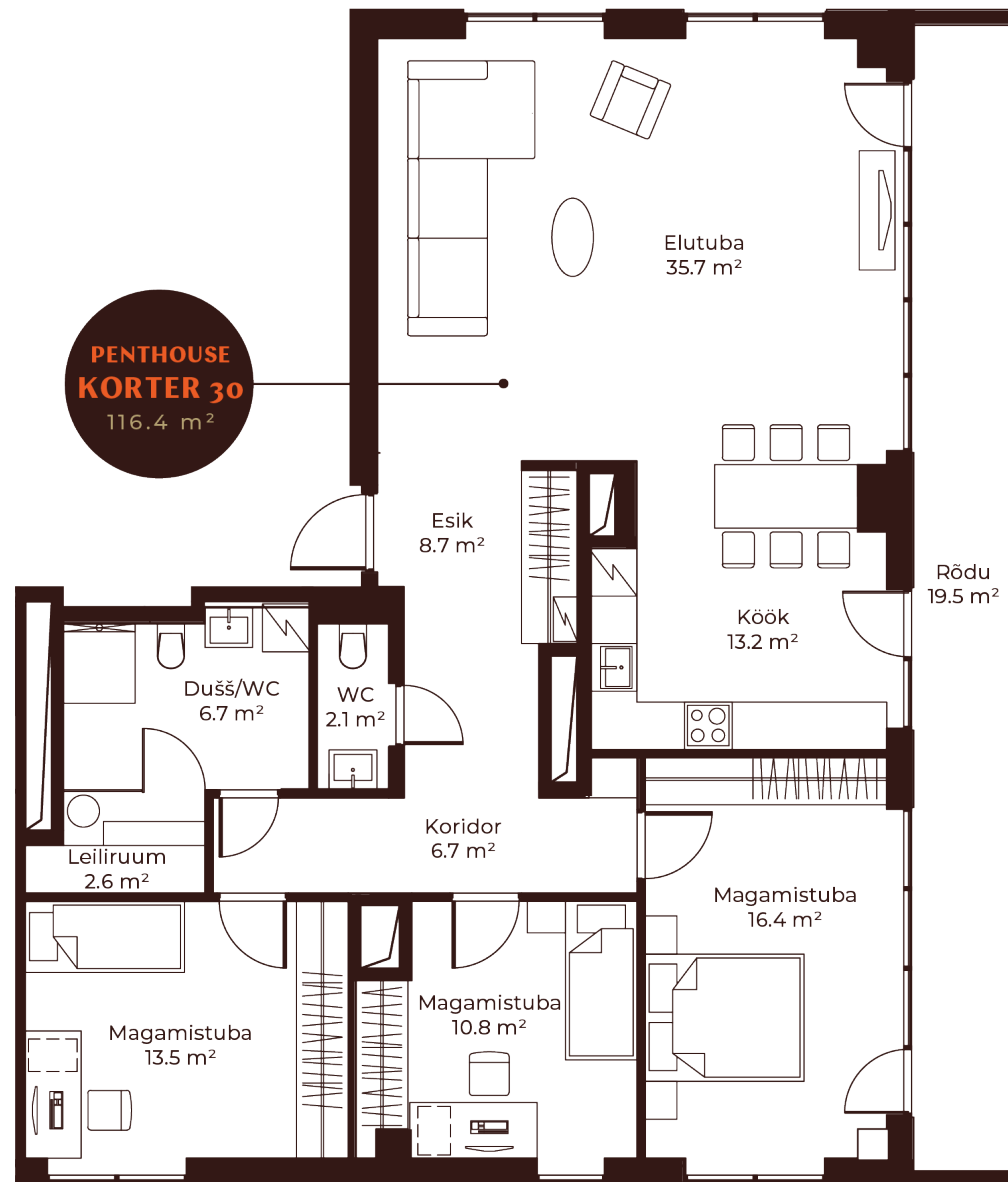 Elutuba
35.7 m²
PENTHOUSE
KORTER 30
116.4 m²
Esik
8.7 m²
Rõdu
19.5 m²
Köök
13.2 m²
Dušš/WC
6.7 m²
WC
2.1 m²
Koridor
6.7 m²
Leiliruum
2.6 m²
Magamistuba
16.4 m²
Magamistuba
10.8 m²
Magamistuba
13.5 m²